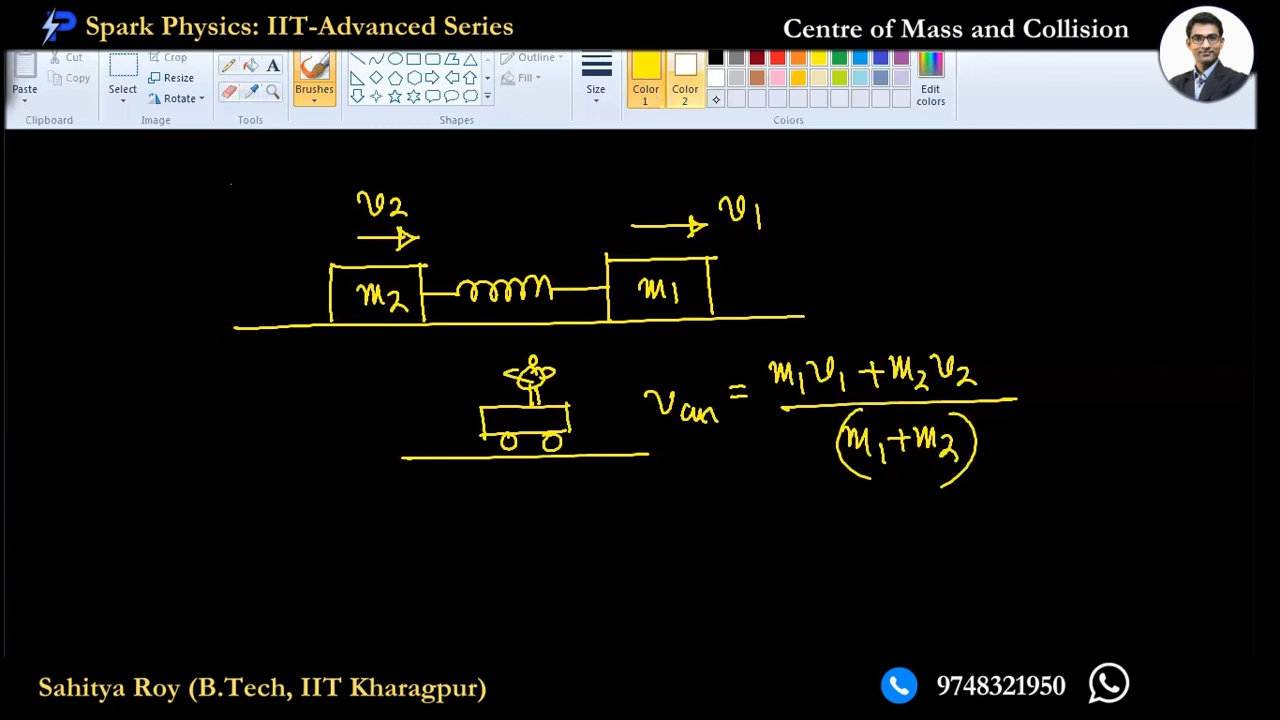 Spark Physics: IIT-Advanced Series
Centre of Mass and Collision
Cut
Copy
Paste
Clipboard
Crop
Resize
Rotate
Select
Image
A
Tools
Brushes
Outline
Fill
Shapes
Size
Color 1
Color 2
Edit colors
Colors
v2
v1
m2
m1
vcm = m1v1 + m2v2
(m1+m2)
Sahitya Roy (B.Tech, IIT Kharagpur)
9748321950